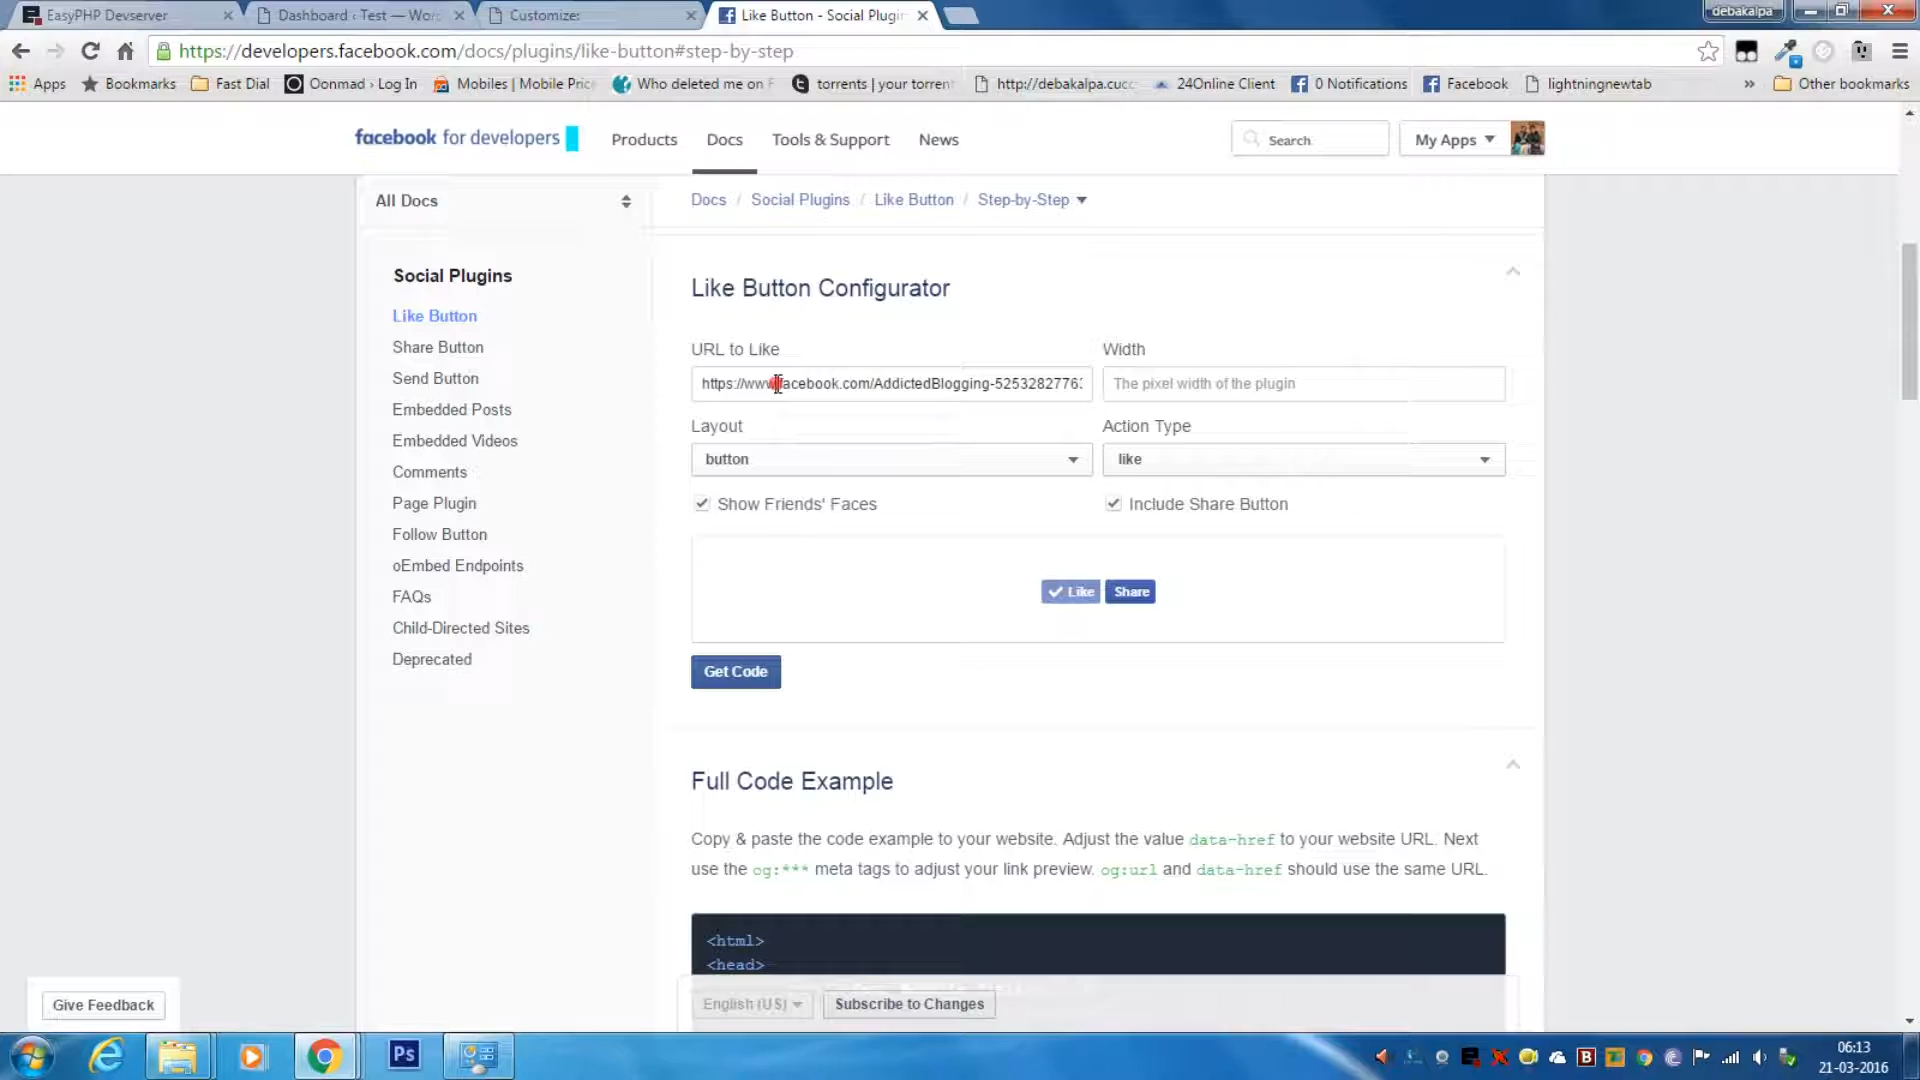 EasyPHP Devserver
Dashboard ‹ Test — Wor
Customize:
Like Button - Social Plugin
debakalpa
https://developers.facebook.com/docs/plugins/like-button#step-by-step
Apps
Bookmarks
Fast Dial
Oonmad › Log In
Mobiles | Mobile Pric
Who deleted me on F
torrents | your torrent
http://debakalpa.cucc
24Online Client
0 Notifications
Facebook
lightningnewtab
»
Other bookmarks
facebook for developers
Products
Docs
Tools & Support
News
Search
My Apps
All Docs
Docs / Social Plugins / Like Button / Step-by-Step
Social Plugins
Like Button
Share Button
Send Button
Embedded Posts
Embedded Videos
Comments
Page Plugin
Follow Button
oEmbed Endpoints
FAQs
Child-Directed Sites
Deprecated
Like Button Configurator
URL to Like
Width
https://www.facebook.com/AddictedBlogging-52532827763
The pixel width of the plugin
Layout
Action Type
button
like
Show Friends' Faces
Include Share Button
Like
Share
Get Code
Full Code Example
Copy & paste the code example to your website. Adjust the value data-href to your website URL. Next
use the og:*** meta tags to adjust your link preview. og:url and data-href should use the same URL.
<html>
<head>
Give Feedback
English (US)
Subscribe to Changes
Ps
B
06:13
21-03-2016